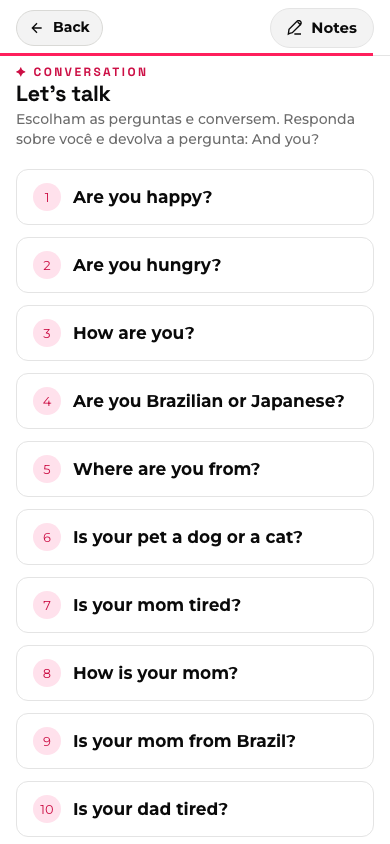 Back
Notes
CONVERSATION
Let's talk
Escolham as perguntas e conversem. Responda
sobre você e devolva a pergunta: And you?
1 Are you happy?
2 Are you hungry?
3 How are you?
4 Are you Brazilian or Japanese?
5 Where are you from?
6 Is your pet a dog or a cat?
7 Is your mom tired?
8 How is your mom?
9 Is your mom from Brazil?
10 Is your dad tired?